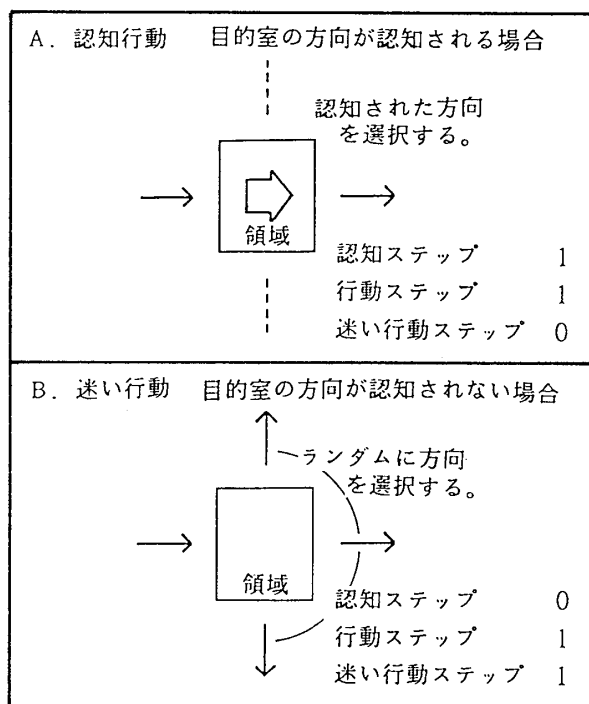 A. 認知行動 目的室の方向が認知される場合
認知された方向
を選択する。
領域
認知ステップ 1
行動ステップ 1
迷い行動ステップ 0
B. 迷い行動 目的室の方向が認知されない場合
ランダムに方向
を選択する。
領域
認知ステップ 0
行動ステップ 1
迷い行動ステップ 1